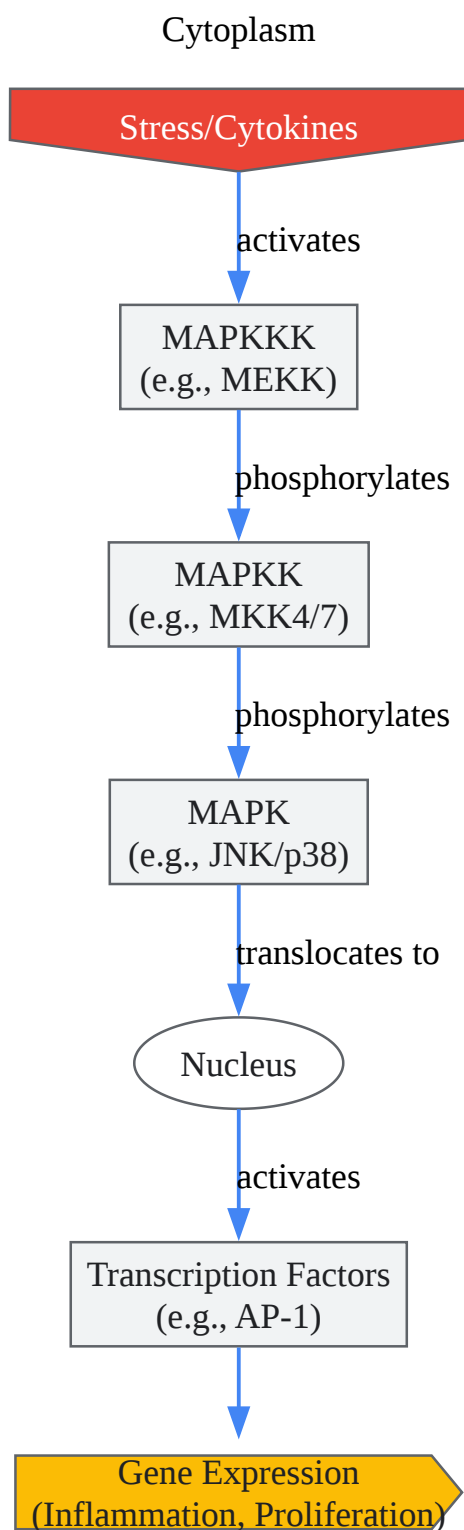 Cytoplasm
Stress/Cytokines
activates
MAPKKK
(e.g., MEKK)
phosphorylates
MAPKK
(e.g., MKK4/7)
phosphorylates
MAPK
(e.g., JNK/p38)
translocates to
Nucleus
activates
Transcription Factors
(e.g., AP-1)
Gene Expression
(Inflammation, Proliferation)